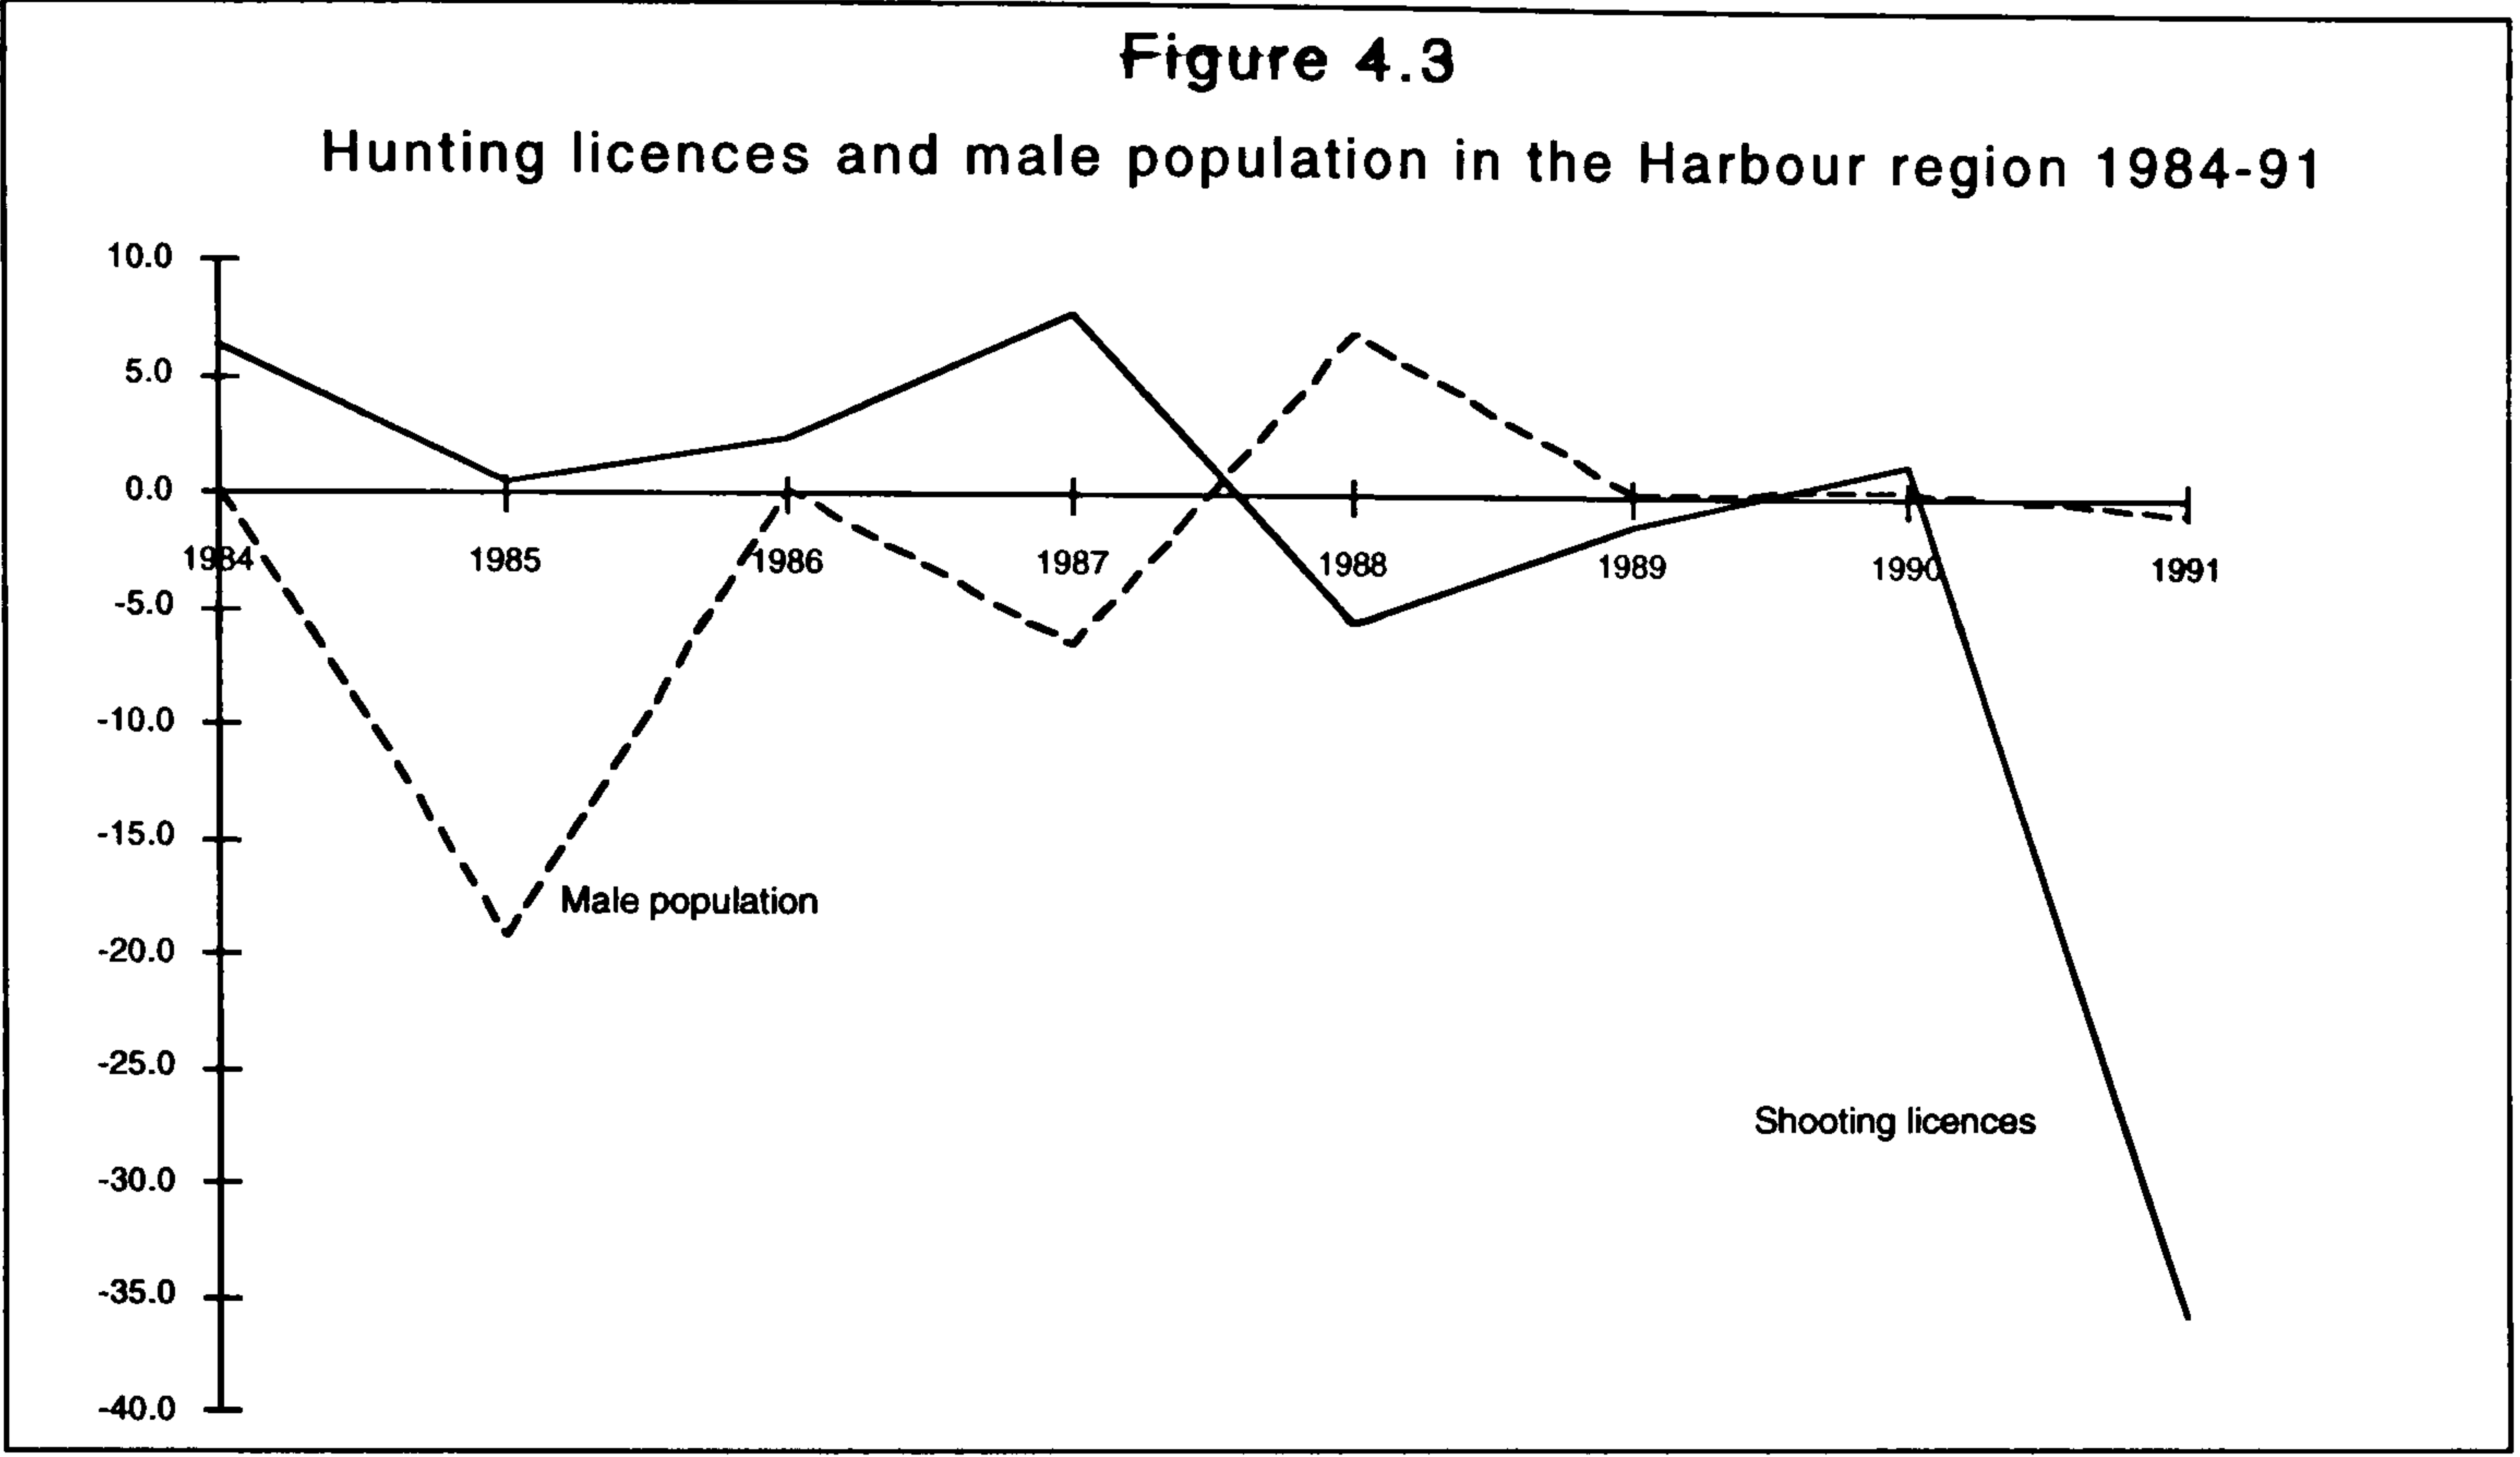 Figure 4.3
Hunting licences and male population in the Harbour region 1984-91
10.0
5.0
0.0
1984 1985 1986 1987 1988 1989 1990 1991
-5.0
-10.0
-15.0
Male population
-20.0
-25.0
Shooting licences
-30.0
-35.0
-40.0